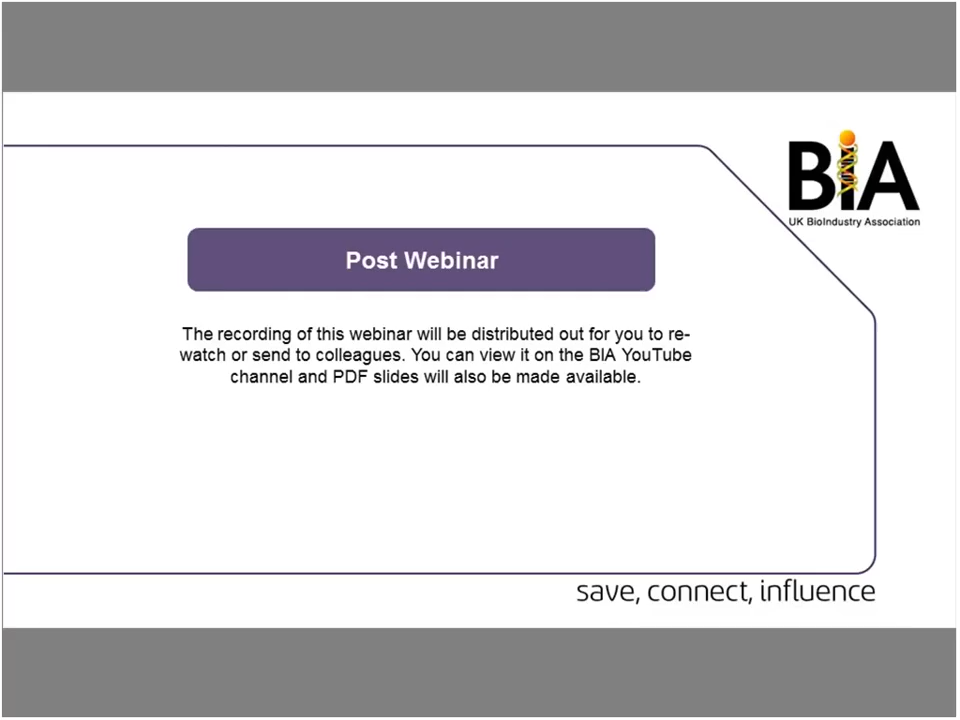 BIA
UK BioIndustry Association
Post Webinar
The recording of this webinar will be distributed out for you to re-
watch or send to colleagues. You can view it on the BIA YouTube
channel and PDF slides will also be made available.
save, connect, influence